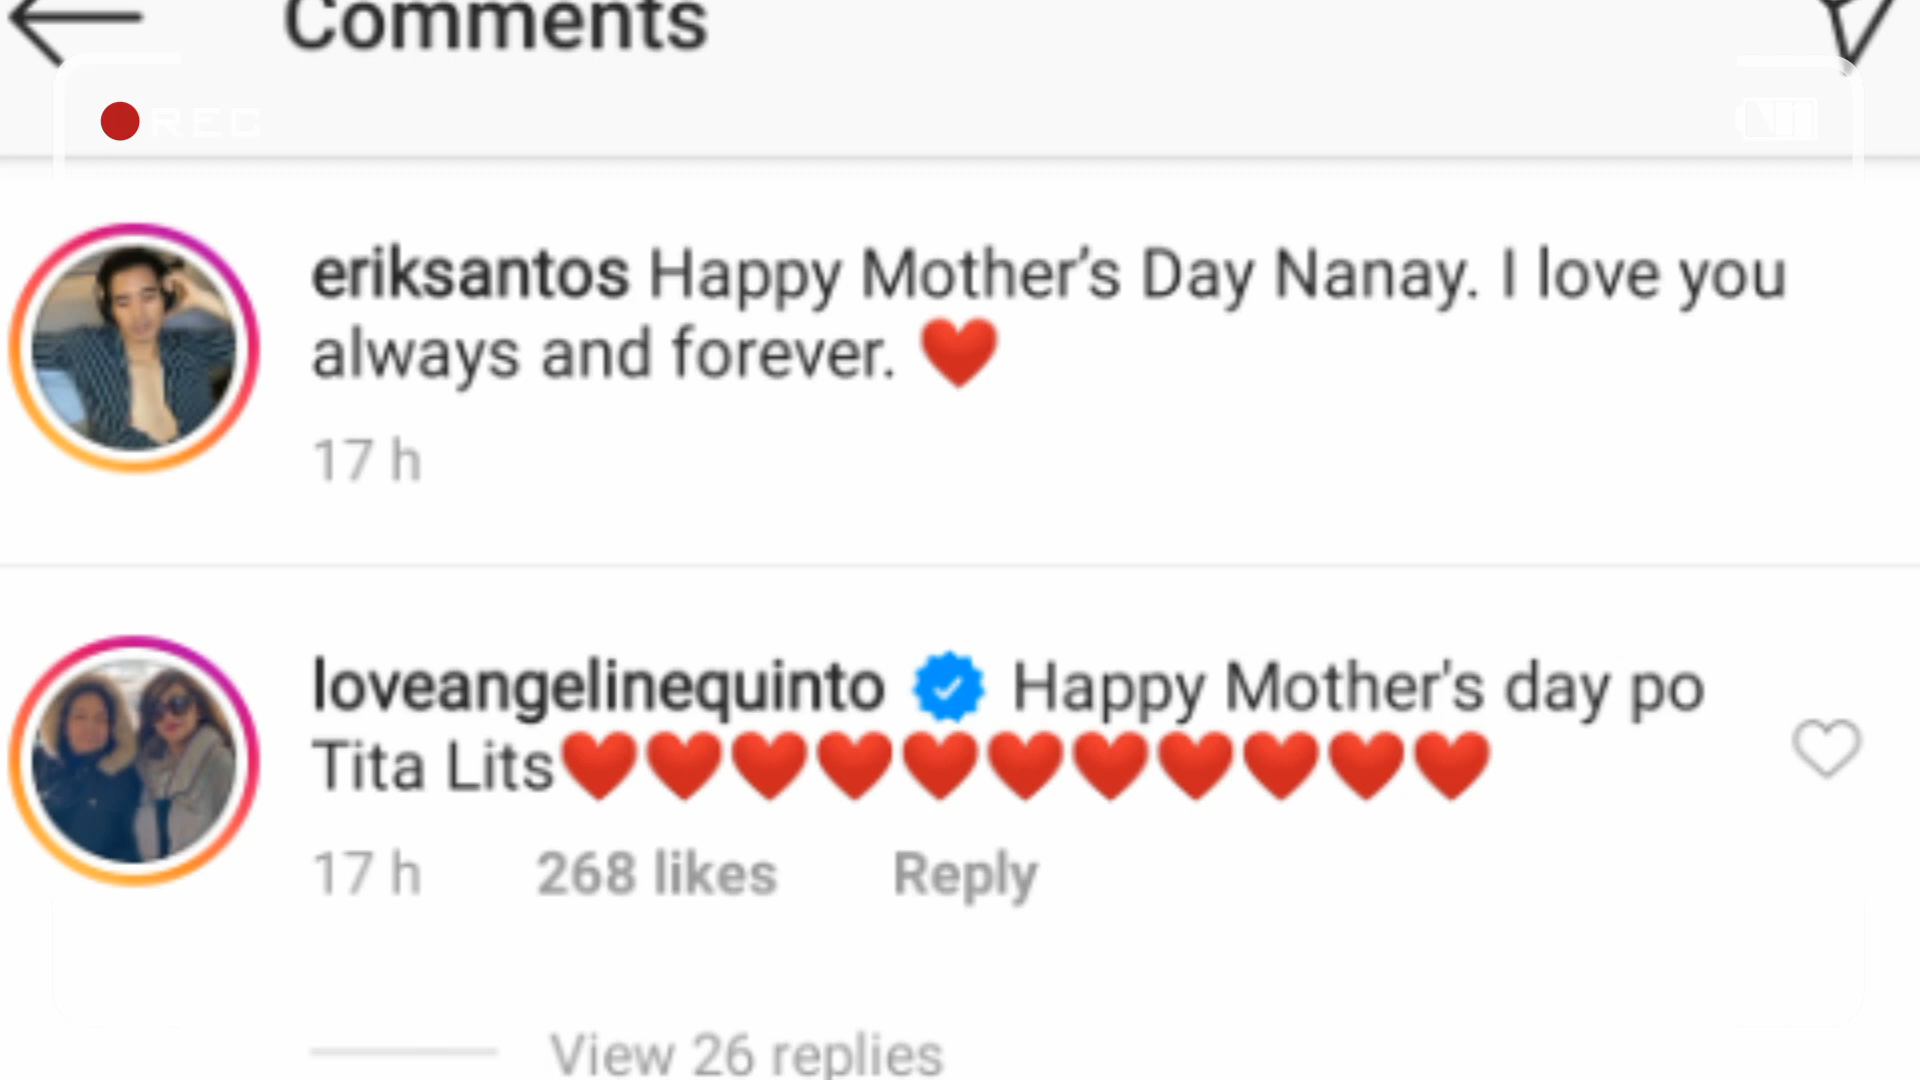 Comments
REC
eriksantos Happy Mother’s Day Nanay. I love you
always and forever. ❤️
17 h
loveangelinequinto Happy Mother's day po
Tita Lits❤️❤️❤️❤️❤️❤️❤️❤️❤️❤️❤️
17 h 268 likes Reply
View 26 replies